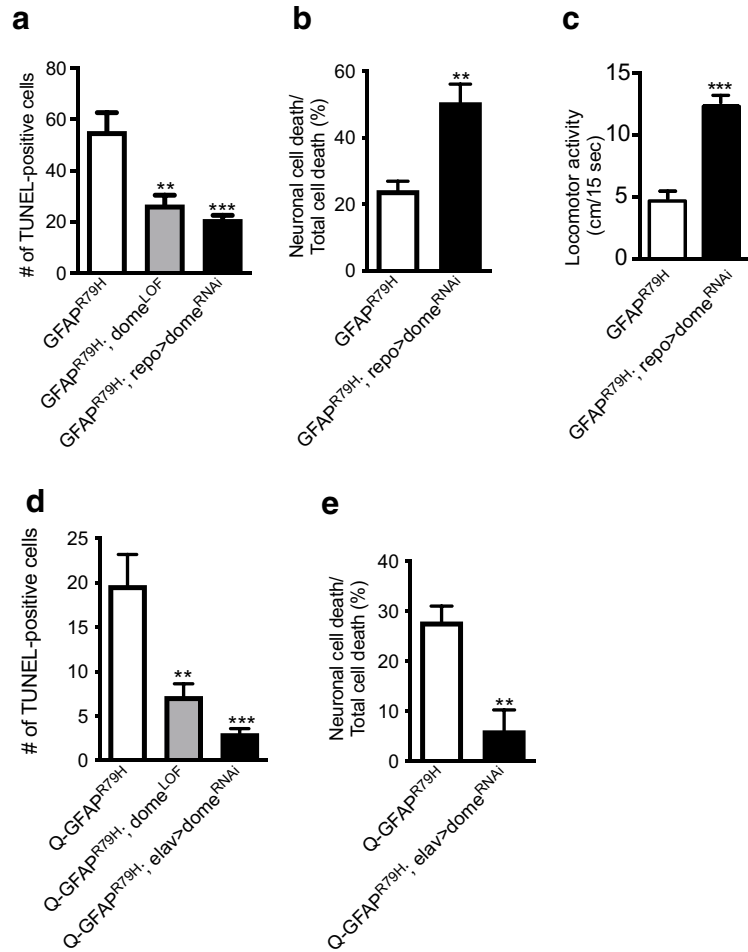 a
# of TUNEL-positive cells
80
60
40
20
0
**
***
GFAPR79H
GFAPR79H; domeLOF
GFAPR79H; repo>domeRNAi
b
Neuronal cell death/
Total cell death (%)
60
40
20
0
**
GFAPR79H
GFAPR79H; repo>domeRNAi
c
Locomotor activity
(cm/15 sec)
15
10
5
0
***
GFAPR79H
GFAPR79H; repo>domeRNAi
d
# of TUNEL-positive cells
25
20
15
10
5
0
**
***
Q-GFAPR79H
Q-GFAPR79H; domeLOF
Q-GFAPR79H; elav>domeRNAi
e
Neuronal cell death/
Total cell death (%)
40
30
20
10
0
**
Q-GFAPR79H
Q-GFAPR79H; elav>domeRNAi